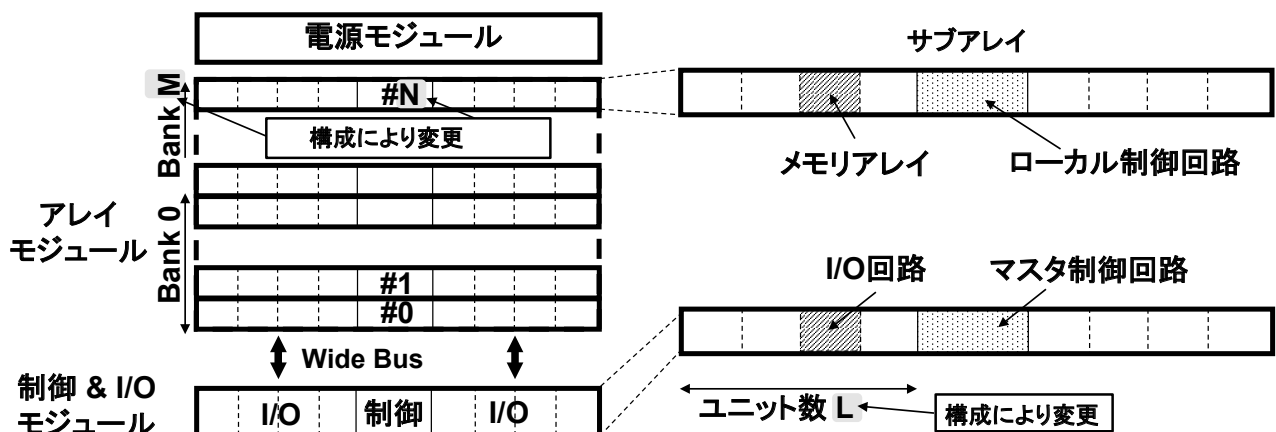 電源モジュール
#N
Bank M
構成により変更
アレイ
モジュール
Bank 0
#1
#0
Wide Bus
制御 & I/O
モジュール
I/O
制御
I/O
サブアレイ
メモリアレイ
ローカル制御回路
I/O回路
マスタ制御回路
ユニット数 L
構成により変更